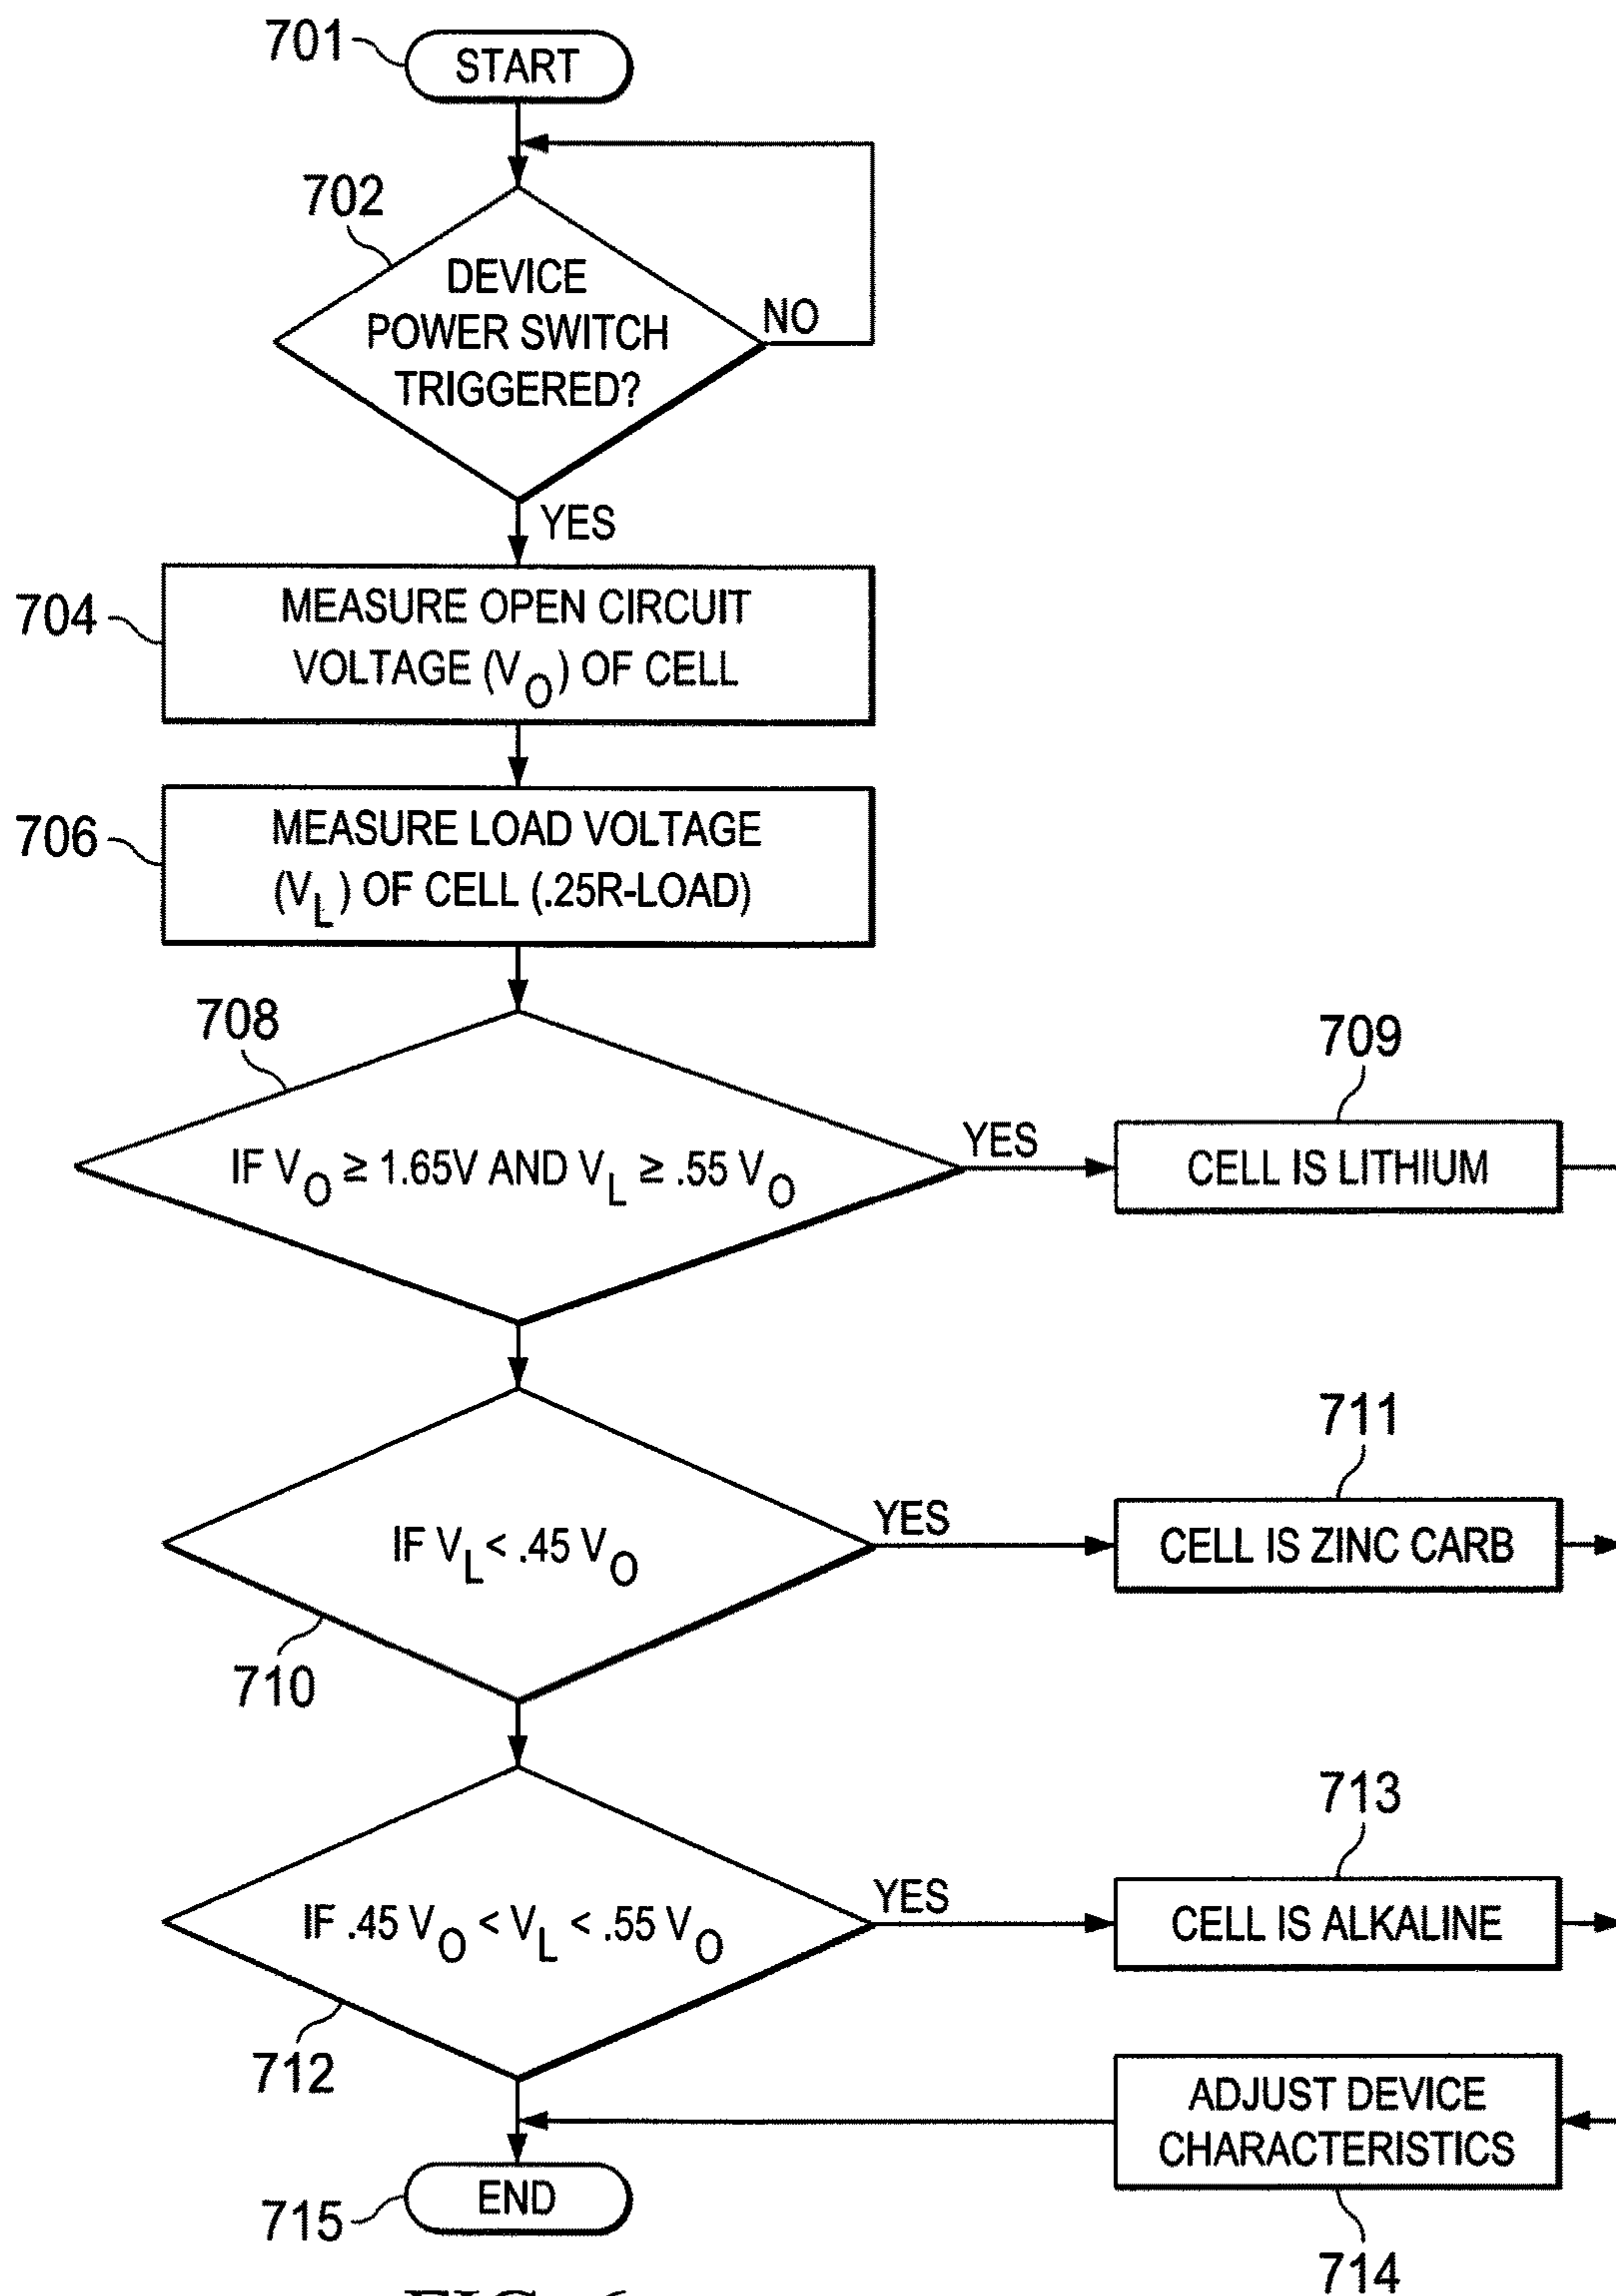 701
START
702
DEVICE
POWER SWITCH
TRIGGERED?
NO
YES
704
MEASURE OPEN CIRCUIT
VOLTAGE (VO) OF CELL
706
MEASURE LOAD VOLTAGE
(VL) OF CELL (.25R-LOAD)
708
IF VO ≥ 1.65V AND VL ≥ .55 VO
YES
709
CELL IS LITHIUM
710
IF VL < .45 VO
YES
711
CELL IS ZINC CARB
712
IF .45 VO < VL < .55 VO
YES
713
CELL IS ALKALINE
ADJUST DEVICE
CHARACTERISTICS
714
715
END